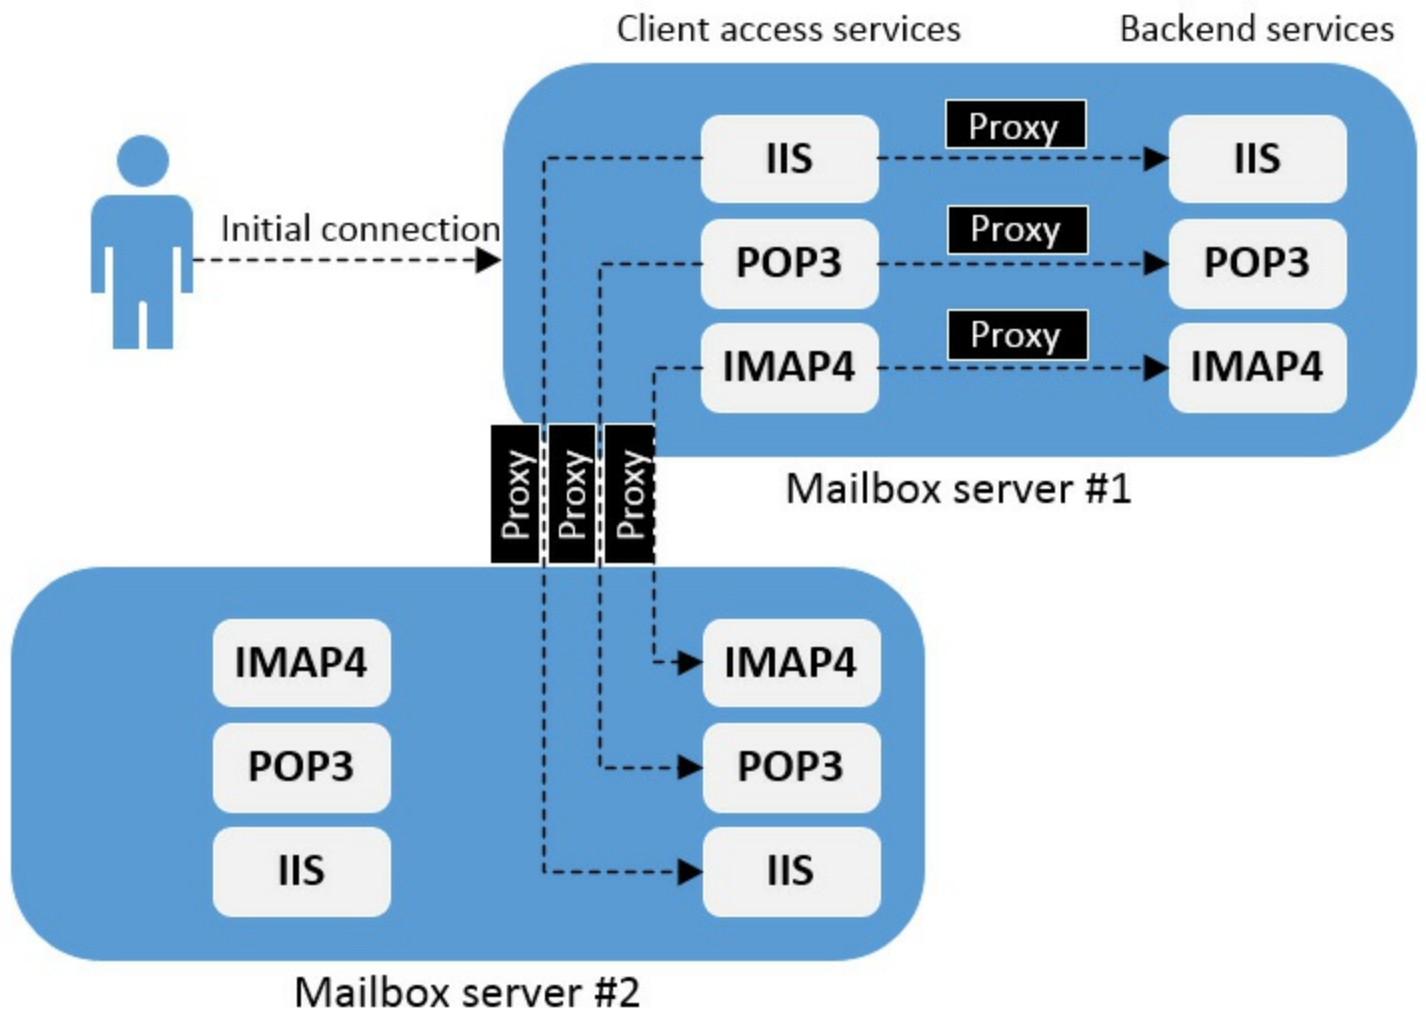 Client access services
Backend services
Initial connection
IIS
Proxy
IIS
POP3
Proxy
POP3
IMAP4
Proxy
IMAP4
Mailbox server #1
Proxy
Proxy
Proxy
IMAP4
IMAP4
POP3
POP3
IIS
IIS
Mailbox server #2